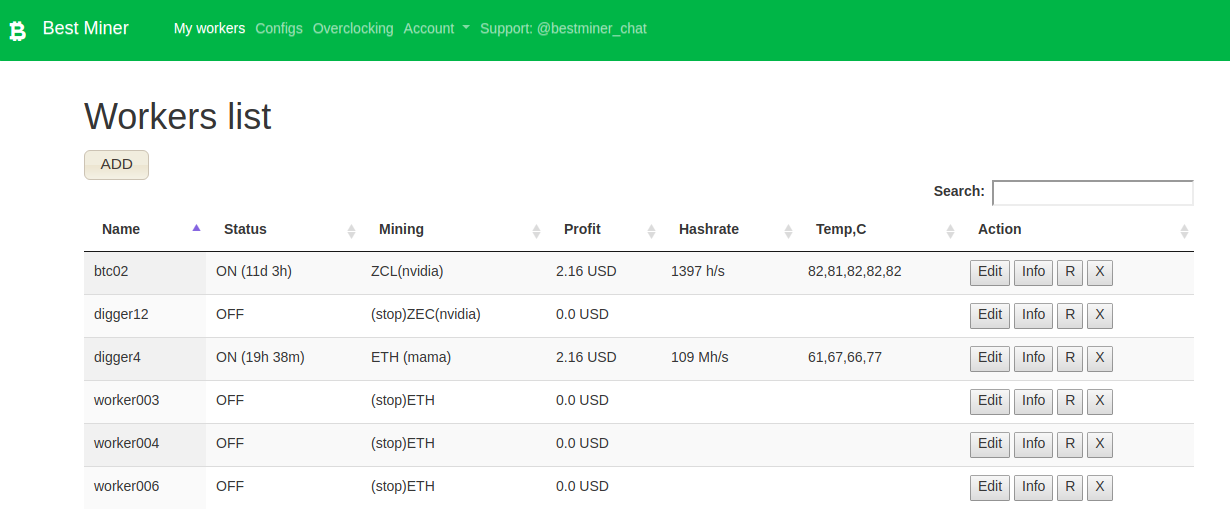 Best Miner My workers Configs Overclocking Account Support: @bestminer_chat
Workers list
ADD
Search:
Name Status Mining Profit Hashrate Temp,C Action
btc02 ON (11d 3h) ZCL(nvidia) 2.16 USD 1397 h/s 82,81,82,82,82 Edit Info R X
digger12 OFF (stop)ZEC(nvidia) 0.0 USD Edit Info R X
digger4 ON (19h 38m) ETH (mama) 2.16 USD 109 Mh/s 61,67,66,77 Edit Info R X
worker003 OFF (stop)ETH 0.0 USD Edit Info R X
worker004 OFF (stop)ETH 0.0 USD Edit Info R X
worker006 OFF (stop)ETH 0.0 USD Edit Info R X